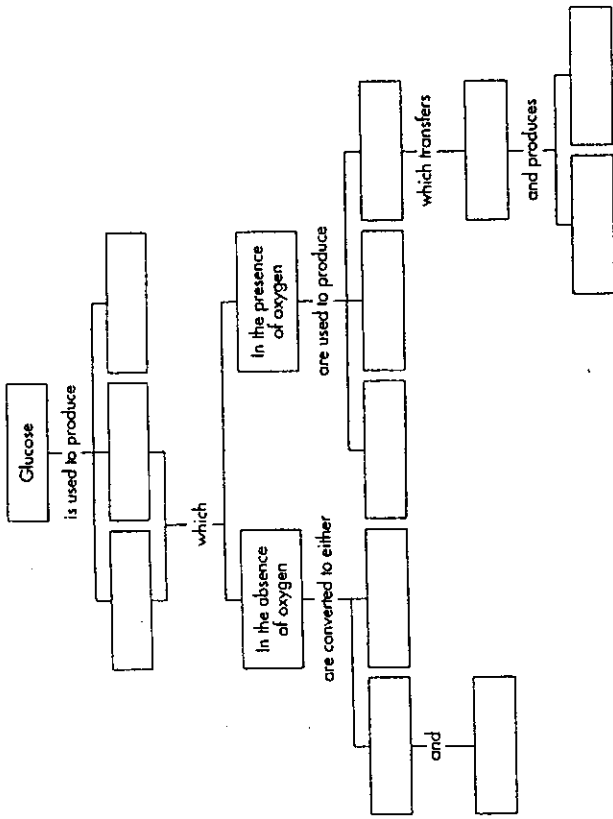 Glucose
is used to produce
which
In the absence
of oxygen
In the presence
of oxygen
are converted to either
are used to produce
and
which transfers
and produces